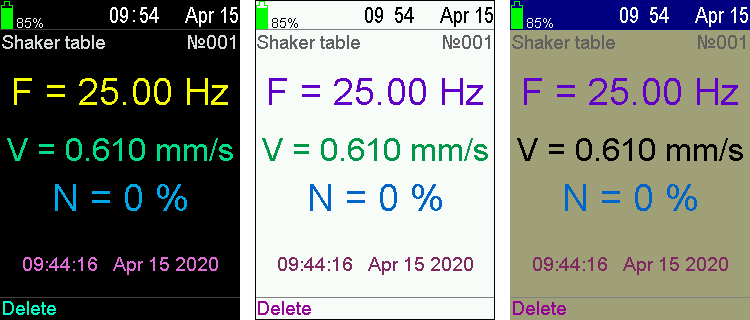 85% 09:54 Apr 15
Shaker table №001
F = 25.00 Hz
V = 0.610 mm/s
N = 0 %
09:44:16 Apr 15 2020
Delete
85% 09 54 Apr 15
Shaker table №001
F = 25.00 Hz
V = 0.610 mm/s
N = 0 %
09:44:16 Apr 15 2020
Delete
85% 09 54 Apr 15
Shaker table №001
F = 25.00 Hz
V = 0.610 mm/s
N = 0 %
09:44:16 Apr 15 2020
Delete